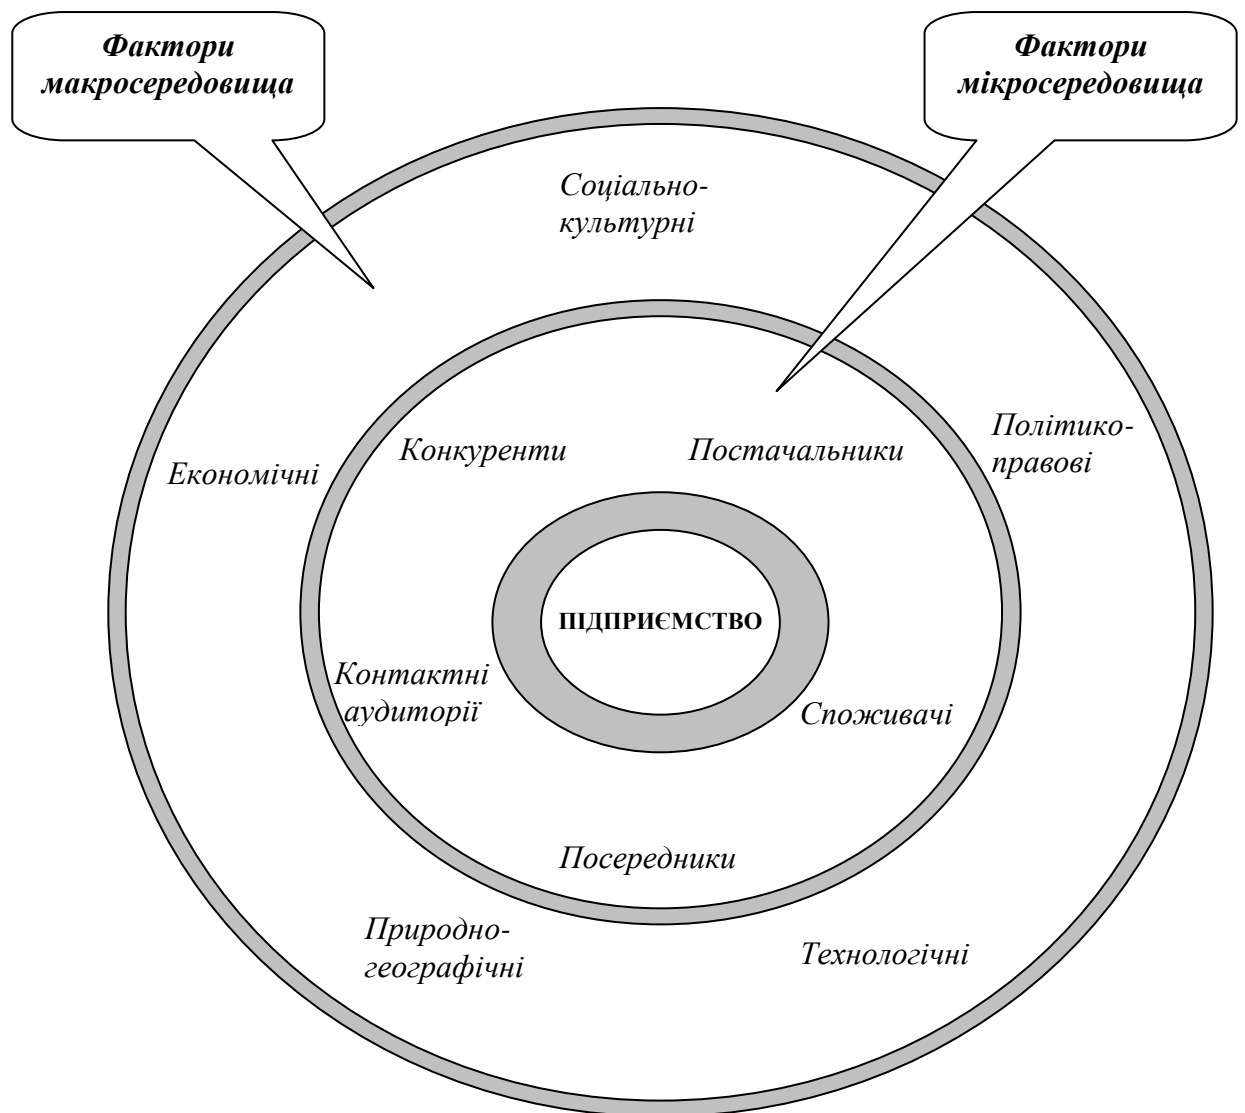 Фактори
макросередовища
Фактори
мікросередовища
Соціально-
культурні
Політико-
правові
Конкуренти
Постачальники
Економічні
ПІДПРИЄМСТВО
Контактні
аудиторії
Споживачі
Посередники
Природно-
географічні
Технологічні